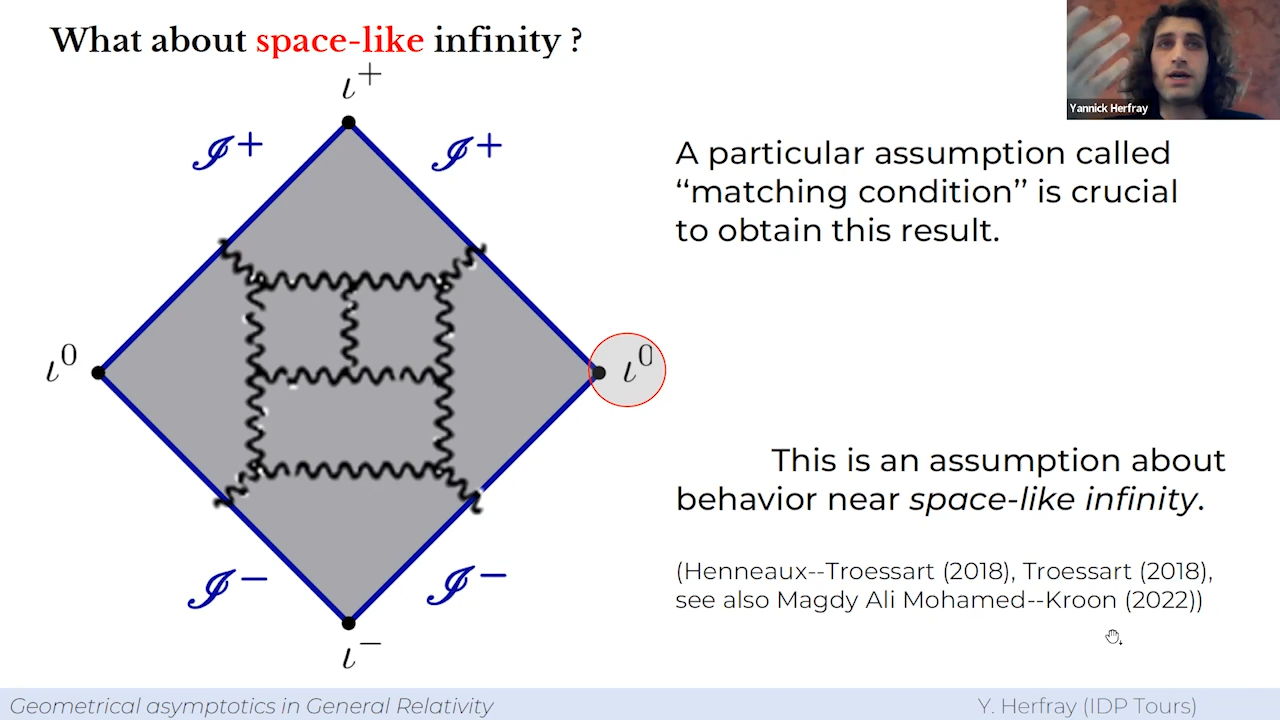 What about space-like infinity ?
Yannick Herfray
ι+
𝓘+
𝓘+
A particular assumption called
“matching condition” is crucial
to obtain this result.
ι0
ι0
This is an assumption about
behavior near space-like infinity.
(Henneaux--Troessart (2018), Troessart (2018),
see also Magdy Ali Mohamed--Kroon (2022))
𝓘−
𝓘−
ι−
Geometrical asymptotics in General Relativity
Y. Herfray (IDP Tours)